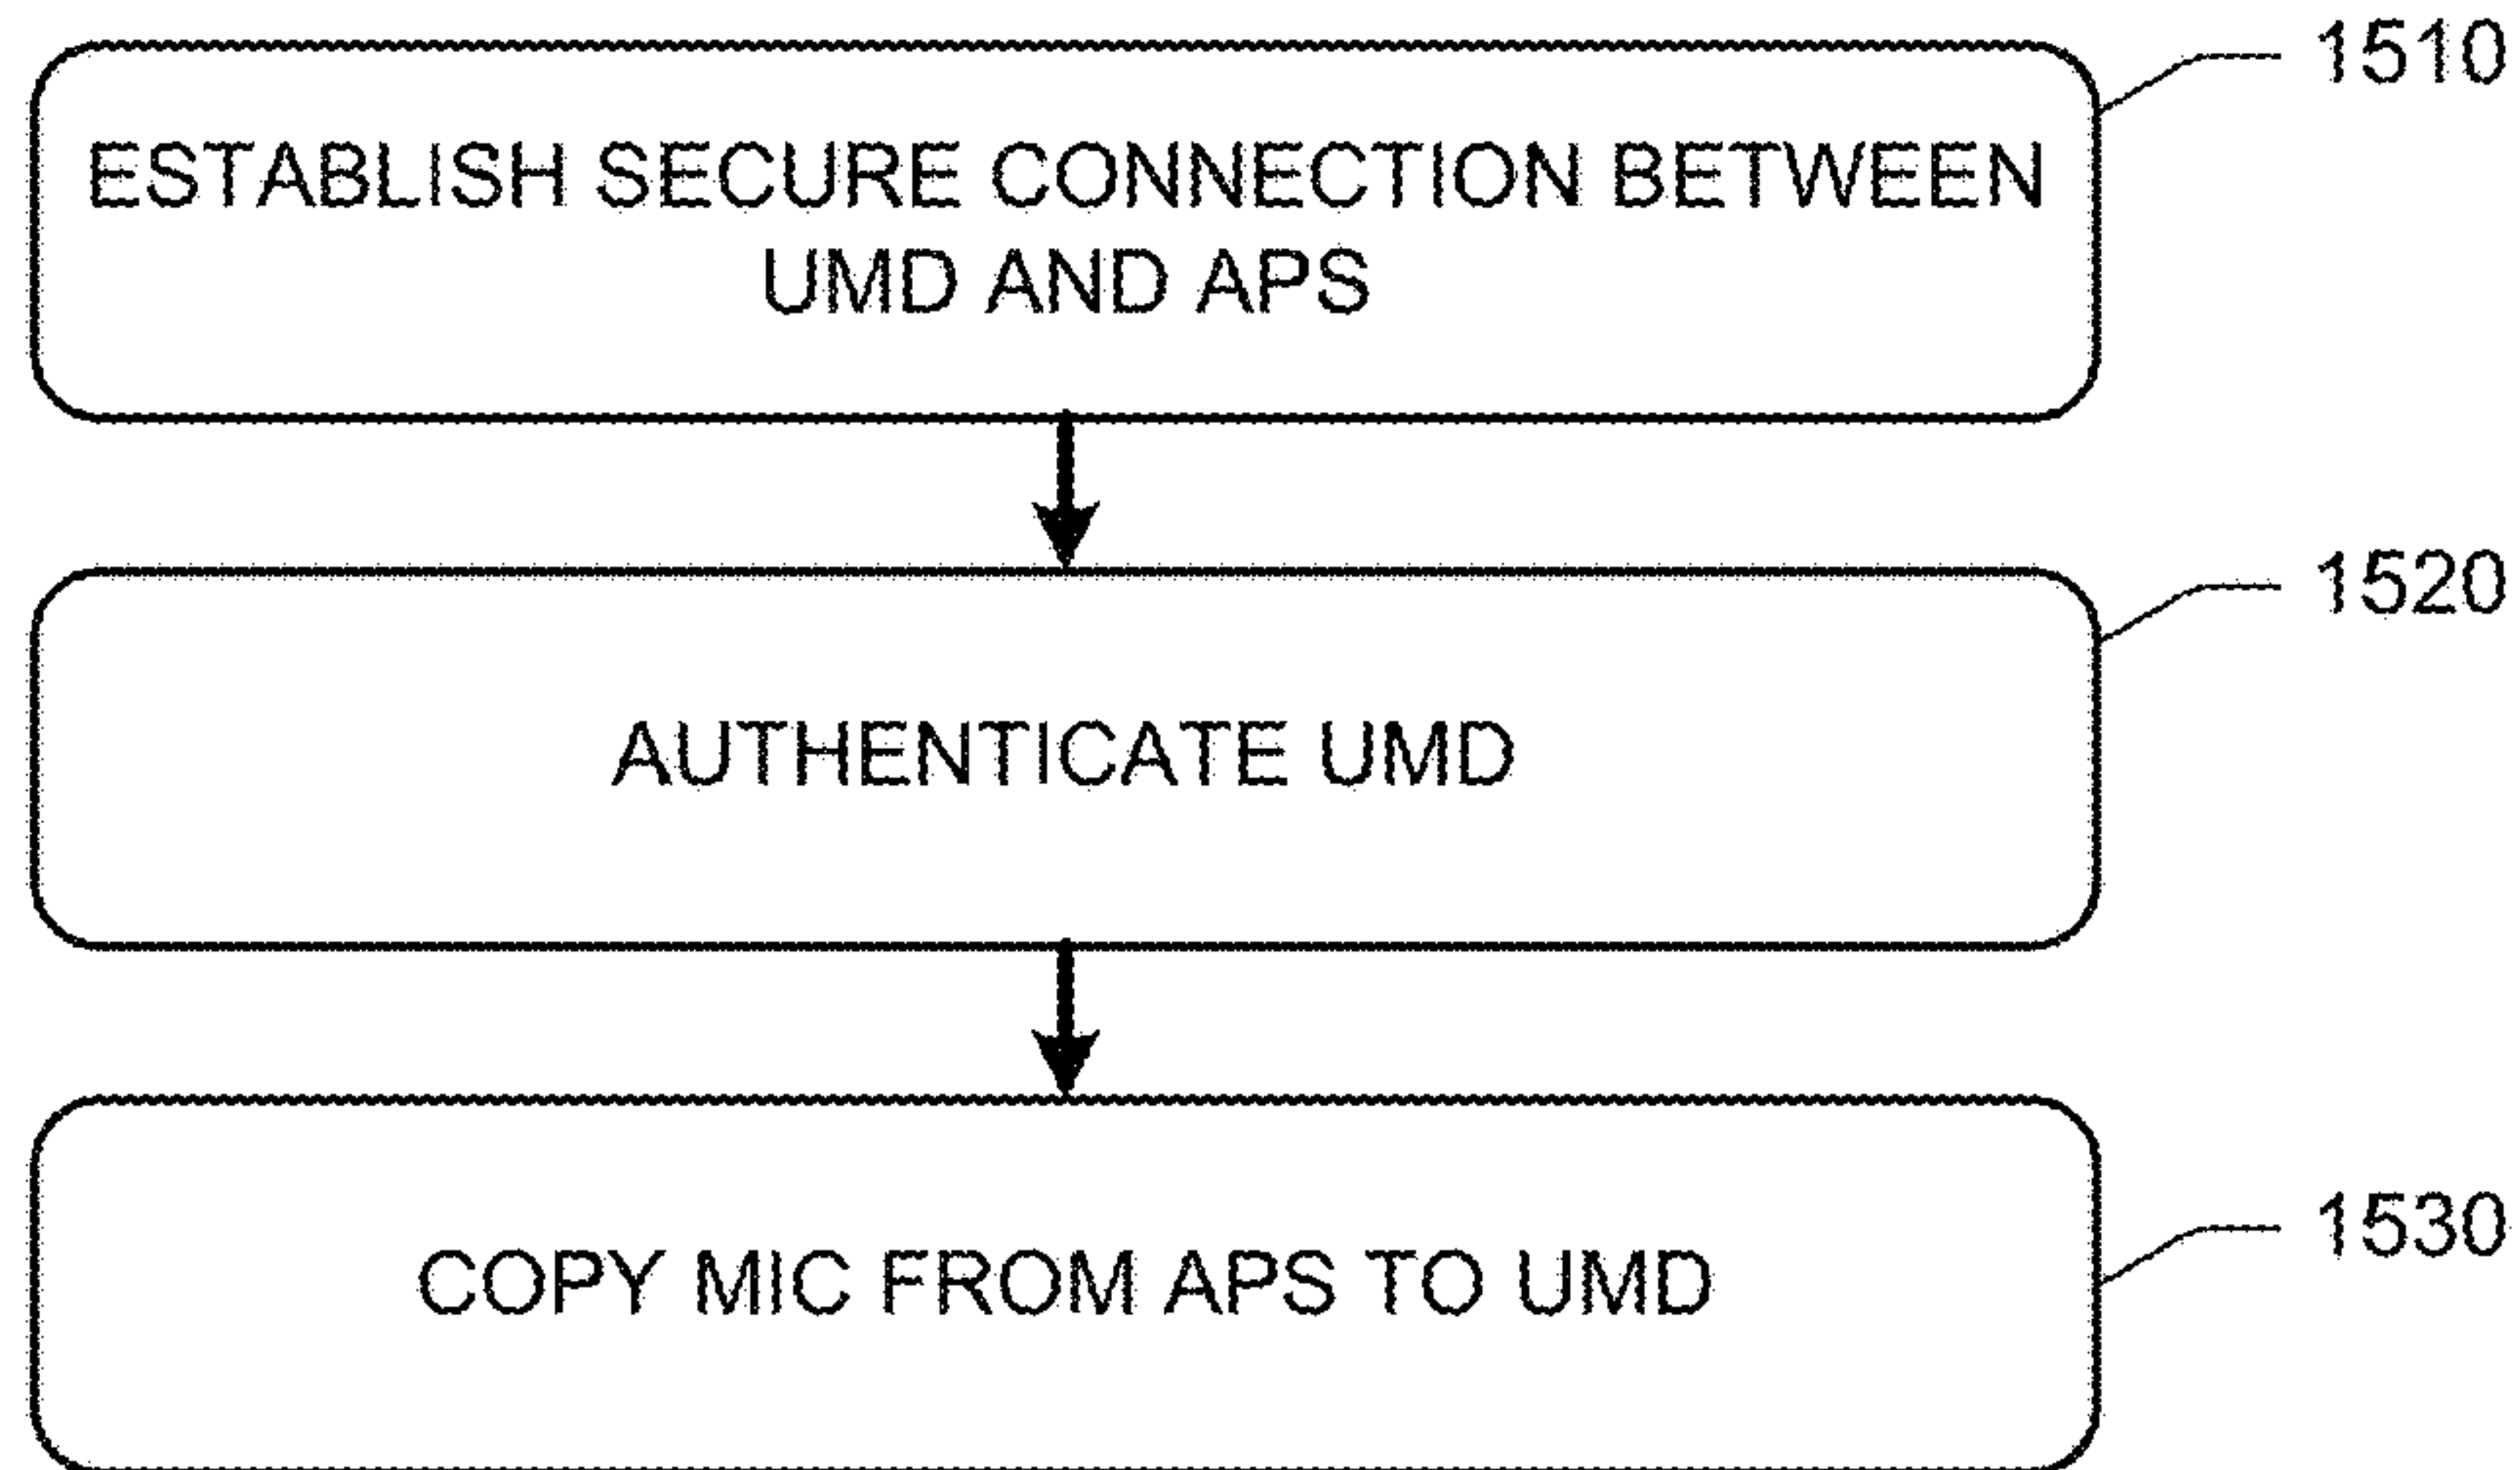 1510
ESTABLISH SECURE CONNECTION BETWEEN
UMD AND APS
1520
AUTHENTICATE UMD
1530
COPY MIC FROM APS TO UMD